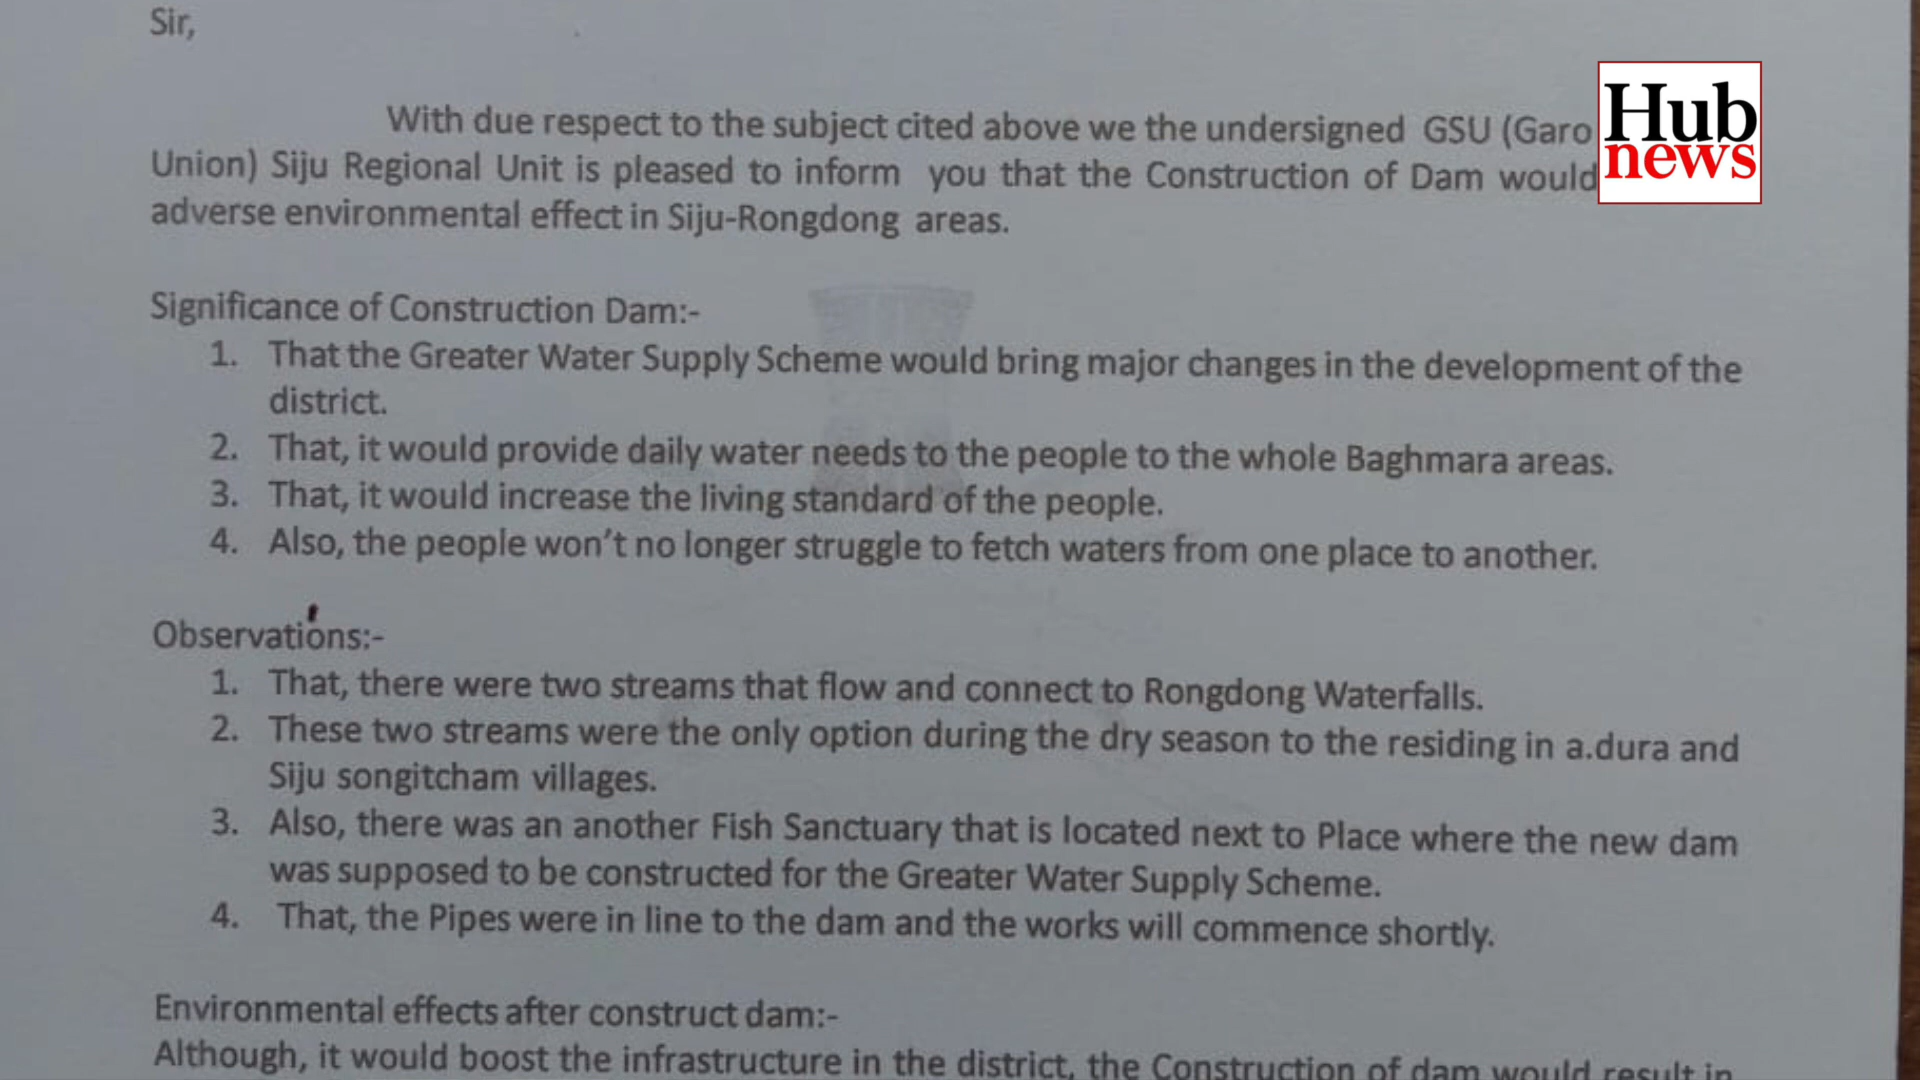 Sir,
With due respect to the subject cited above we the undersigned GSU (Garo
Union) Siju Regional Unit is pleased to inform you that the Construction of Dam would
adverse environmental effect in Siju-Rongdong areas.
Significance of Construction Dam:-
1. That the Greater Water Supply Scheme would bring major changes in the development of the
district.
2. That, it would provide daily water needs to the people to the whole Baghmara areas.
3. That, it would increase the living standard of the people.
4. Also, the people won't no longer struggle to fetch waters from one place to another.
Observations:-
1. That, there were two streams that flow and connect to Rongdong Waterfalls.
2. These two streams were the only option during the dry season to the residing in a.dura and
Siju songitcham villages.
3. Also, there was an another Fish Sanctuary that is located next to Place where the new dam
was supposed to be constructed for the Greater Water Supply Scheme.
4. That, the Pipes were in line to the dam and the works will commence shortly.
Environmental effects after construct dam:-
Although, it would boost the infrastructure in the district, the Construction of dam would result in
Hub
news